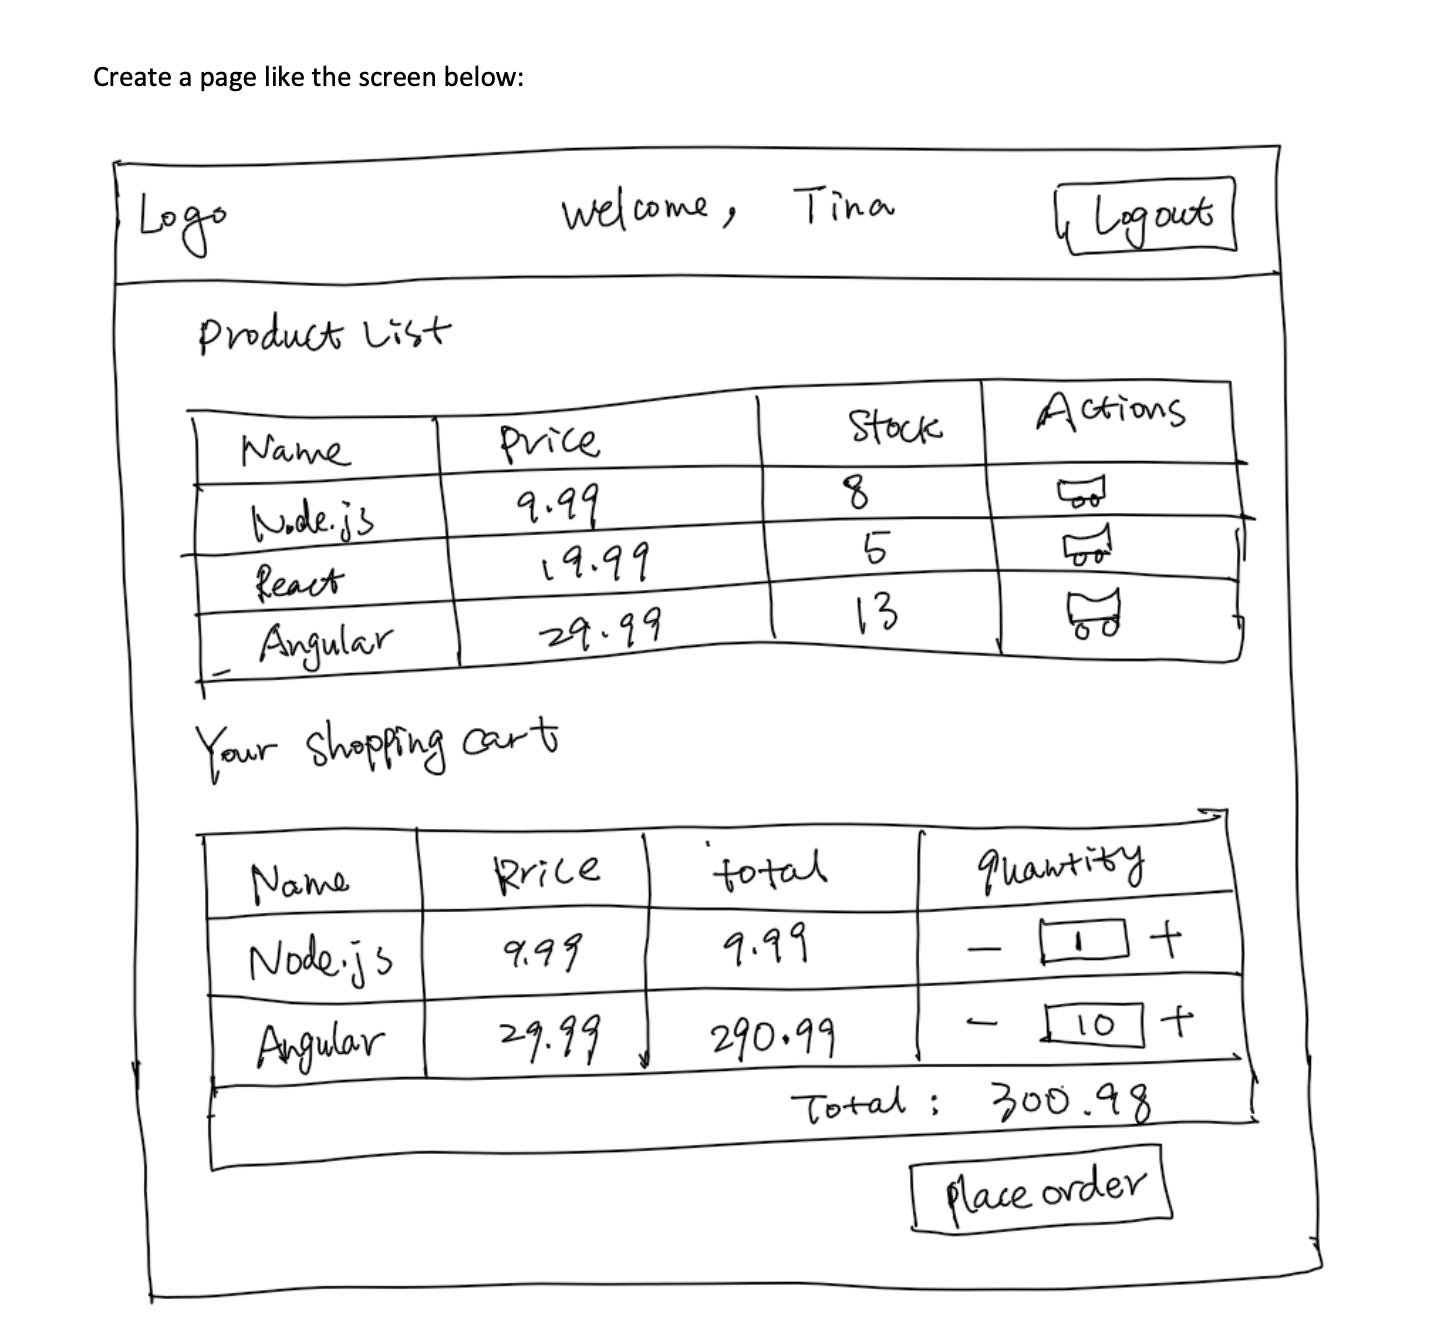 Create a page like the screen below:
Logo welcome, Tina Logout
Product List
Name Price Stock Actions
Node.js 9.99 8
React 19.99 5
Angular 29.99 13
Your shopping cart
Name Price total quantity
Node.js 9.99 9.99 - 1 +
Angular 29.99 290.99 - 10 +
Total: 300.98
place order